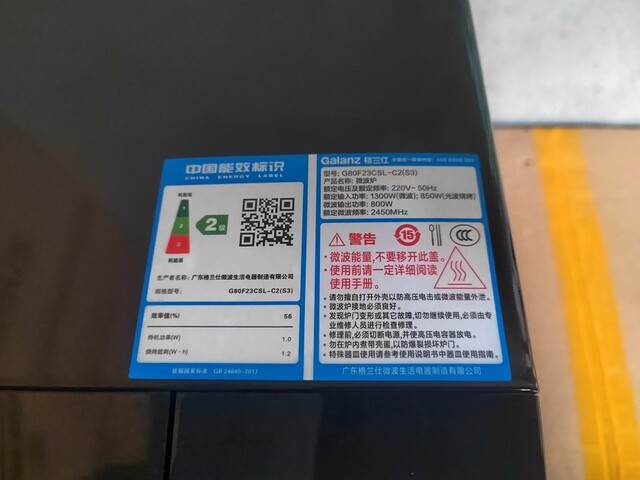 中国能效标识
CHINA ENERGY LABEL
耗能低
1
2
3
耗能高
2级
生产者名称: 广东格兰仕微波生活电器制造有限公司
规格型号: G80F23CSL-C2(S3)
效率值(%) 56
待机功率(W) 1.0
烧烤能耗(W·h) 1.2
依据国家标准: GB 24849-2017
Galanz 格兰仕
型号: G80F23CSL-C2(S3)
产品名称: 微波炉
额定电压及额定频率: 220V~ 50Hz
额定输入功率: 1300W(微波); 850W(光波烧烤)
微波输出功率: 800W
额定微波频率: 2450MHz
警告
15
CCC
·微波能量,不要移开此盖。
·使用前请一定详细阅读
使用手册。
·请勿擅自打开外壳以防高压电击或微波能量外泄。
·微波炉接地必须良好。
·发现炉门变形或其它故障,切勿继续使用,必须由专
业维修人员进行检查修理。
·修理前,必须切断电源,并使高压电容器放电。
·勿在炉内煮带壳蛋,以防爆裂损坏炉门。
·特殊器皿使用请参考使用说明书中器皿使用指南。
广东格兰仕微波生活电器制造有限公司